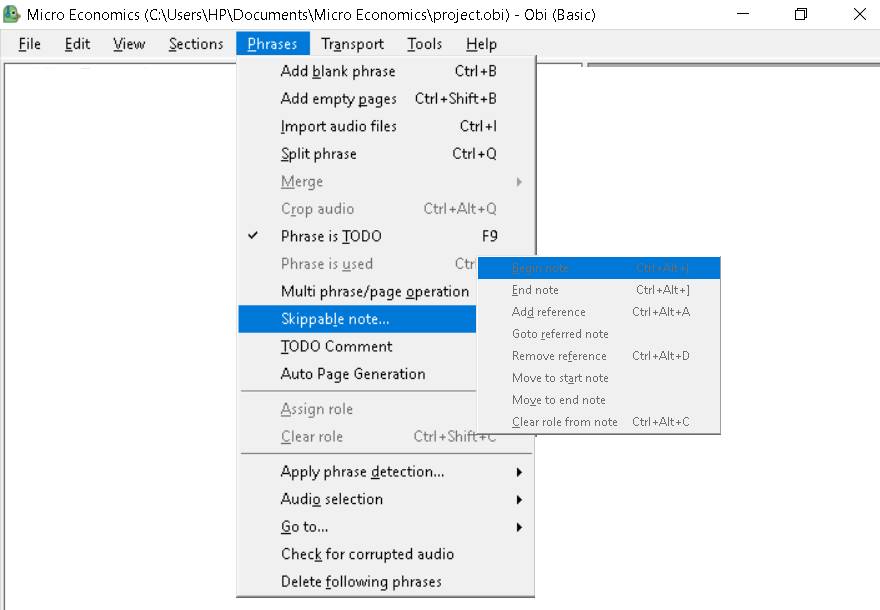 Micro Economics (C:\Users\HP\Documents\Micro Economics\project.obi) - Obi (Basic)
File Edit View Sections Phrases Transport Tools Help
Add blank phrase Ctrl+B
Add empty pages Ctrl+Shift+B
Import audio files Ctrl+I
Split phrase Ctrl+Q
Merge
Crop audio Ctrl+Alt+Q
Phrase is TODO F9
Phrase is used
Multi phrase/page operation
Skippable note...
TODO Comment
Auto Page Generation
Assign role
Clear role Ctrl+Shift+C
Apply phrase detection...
Audio selection
Go to...
Check for corrupted audio
Delete following phrases
Begin note
End note Ctrl+Alt+]
Add reference Ctrl+Alt+A
Goto referred note
Remove reference Ctrl+Alt+D
Move to start note
Move to end note
Clear role from note Ctrl+Alt+C